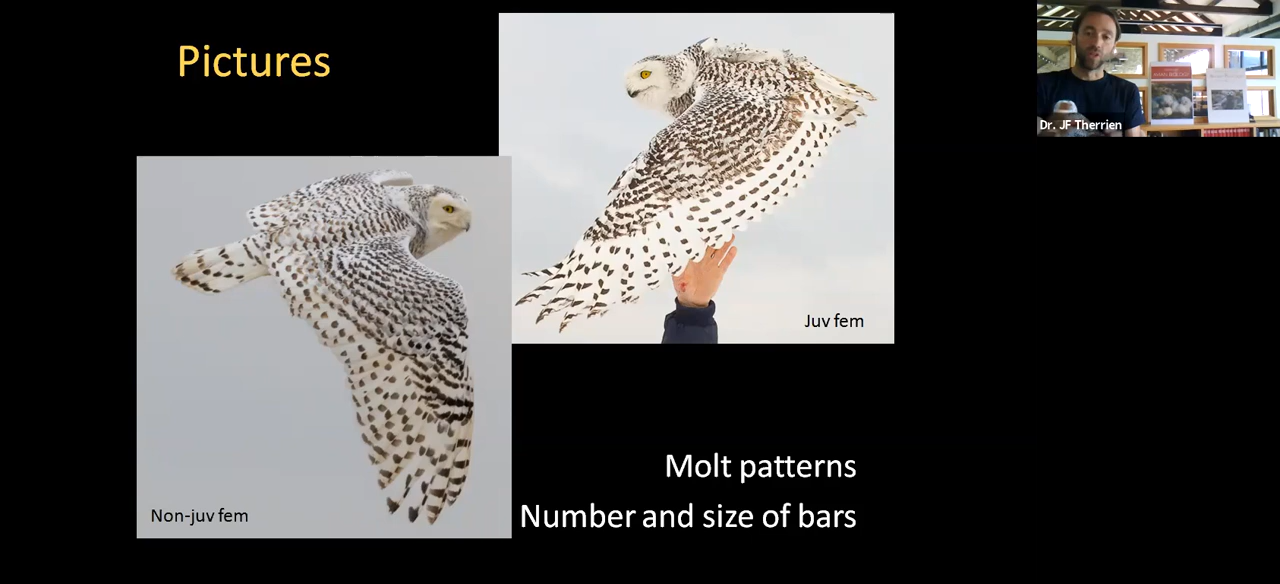 Pictures
Dr. JF Therrien
Juv fem
Molt patterns
Number and size of bars
Non-juv fem